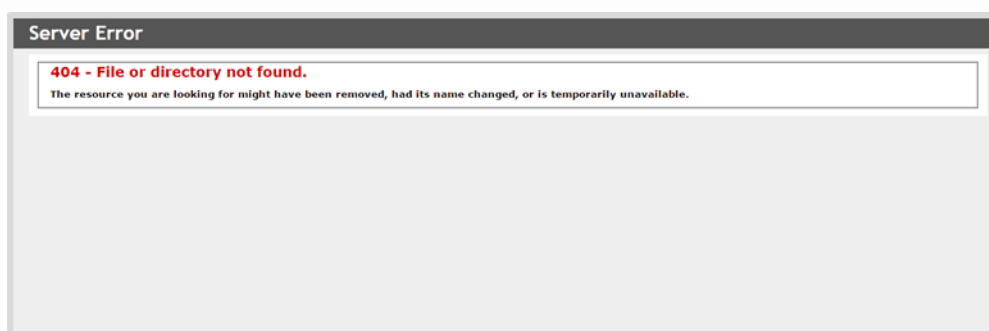 Server Error
404 - File or directory not found.
The resource you are looking for might have been removed, had its name changed, or is temporarily unavailable.